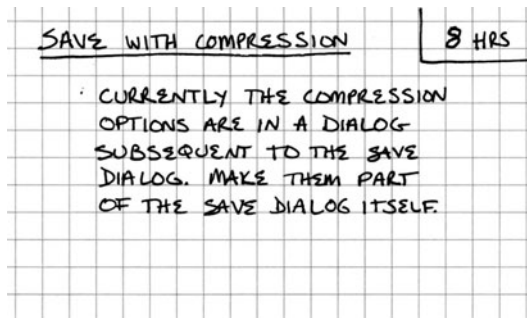 SAVE WITH COMPRESSION
8 HRS
CURRENTLY THE COMPRESSION
OPTIONS ARE IN A DIALOG
SUBSEQUENT TO THE SAVE
DIALOG. MAKE THEM PART
OF THE SAVE DIALOG ITSELF.